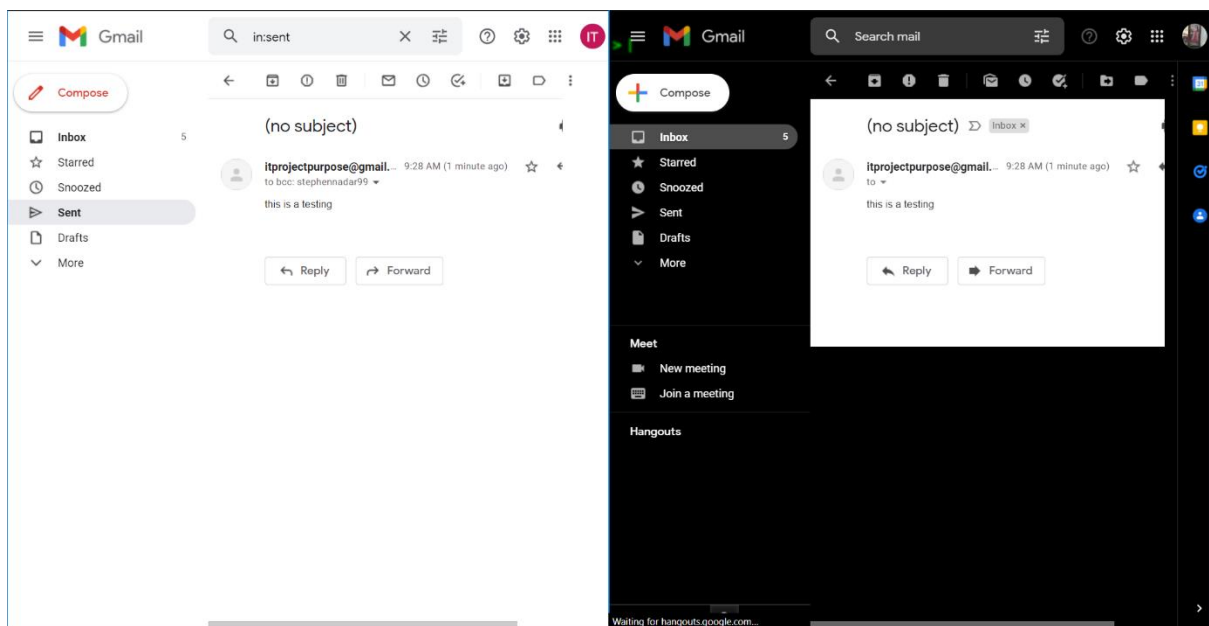 Gmail
in:sent
IT
Compose
Inbox 5
Starred
Snoozed
Sent
Drafts
More
(no subject)
itprojectpurpose@gmail.... 9:28 AM (1 minute ago)
to bcc: stephennadar99
this is a testing
Reply Forward
Gmail
Search mail
Compose
Inbox 5
Starred
Snoozed
Sent
Drafts
More
Meet
New meeting
Join a meeting
Hangouts
(no subject) Inbox x
itprojectpurpose@gmail.... 9:28 AM (1 minute ago)
to
this is a testing
Reply Forward
31
Waiting for hangouts.google.com...